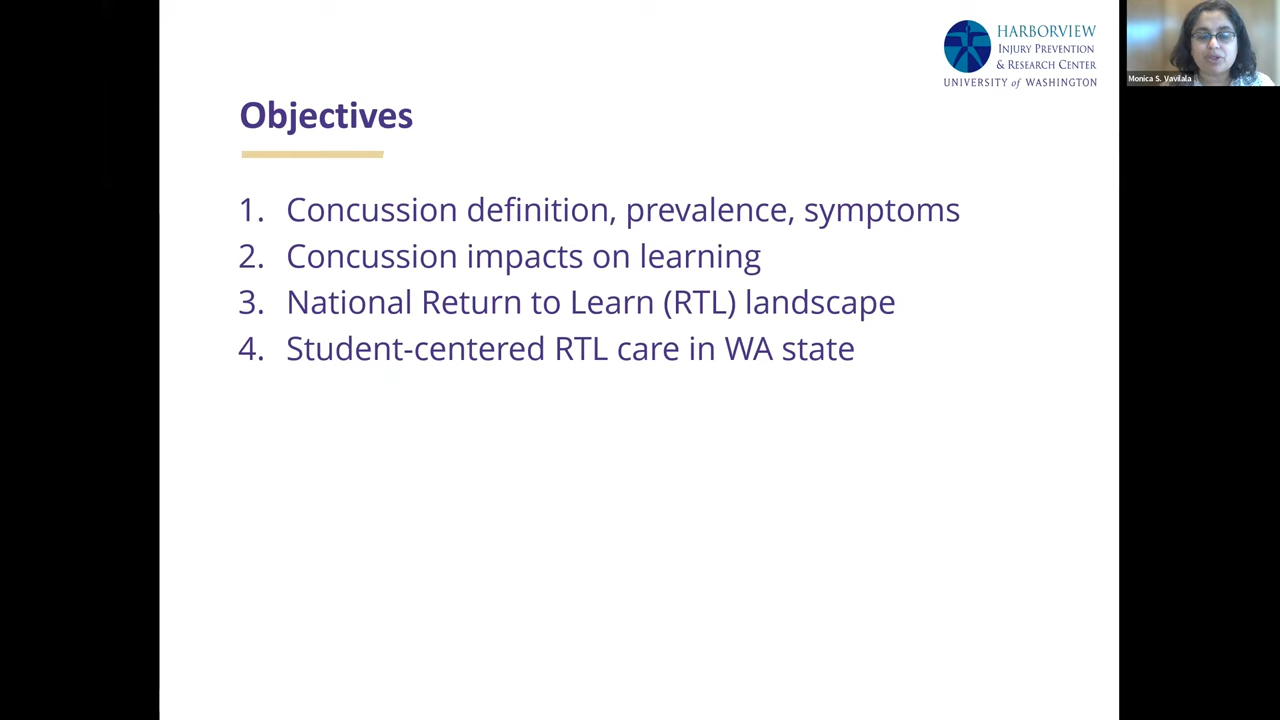 HARBORVIEW
INJURY PREVENTION
& RESEARCH CENTER
UNIVERSITY of WASHINGTON
Monica S. Vavilala
Objectives
1. Concussion definition, prevalence, symptoms
2. Concussion impacts on learning
3. National Return to Learn (RTL) landscape
4. Student-centered RTL care in WA state